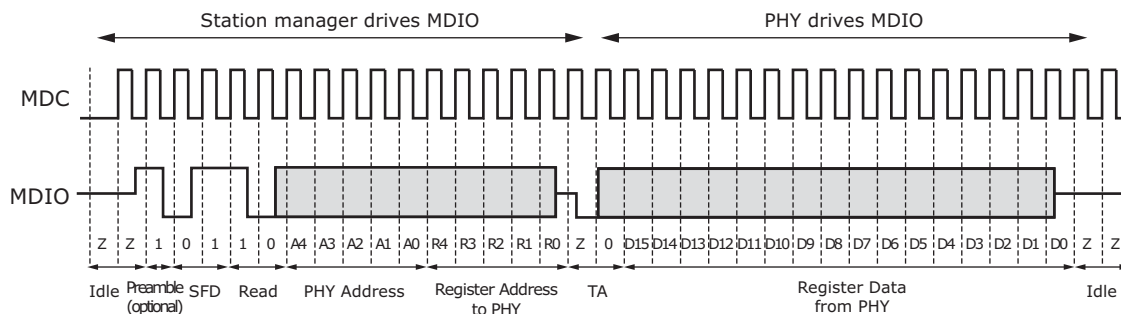 Station manager drives MDIO PHY drives MDIO
MDC
MDIO
Z Z 1 0 1 1 0 A4 A3 A2 A1 A0 R4 R3 R2 R1 R0 Z 0 D15 D14 D13 D12 D11 D10 D9 D8 D7 D6 D5 D4 D3 D2 D1 D0 Z Z
Idle Preamble (optional) SFD Read PHY Address Register Address to PHY TA Register Data from PHY Idle